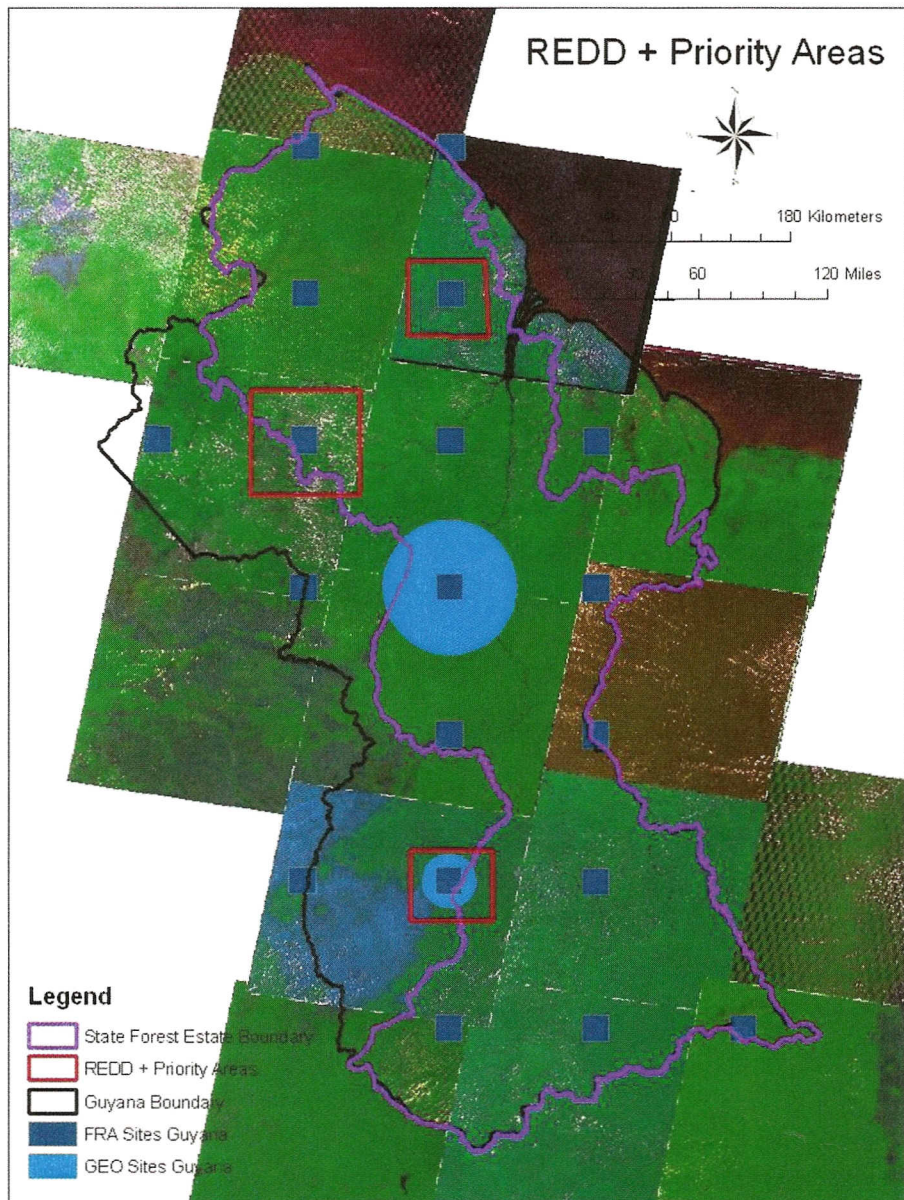 REDD + Priority Areas
180 Kilometers
60
120 Miles
Legend
State Forest Estate Boundary
REDD + Priority Areas
Guyana Boundary
FRA Sites Guyana
GEO Sites Guyana